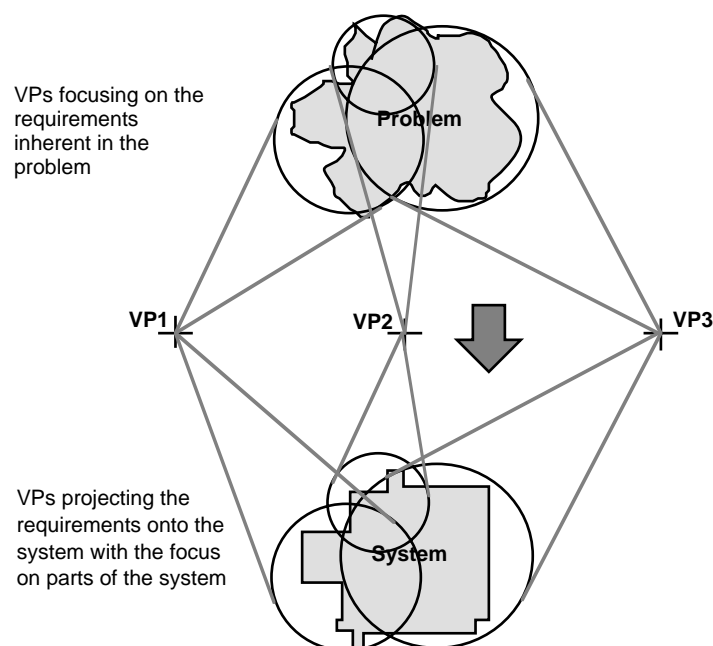 VPs focusing on the
requirements
inherent in the
problem
Problem
VP1
VP2
VP3
VPs projecting the
requirements onto the
system with the focus
on parts of the system
System